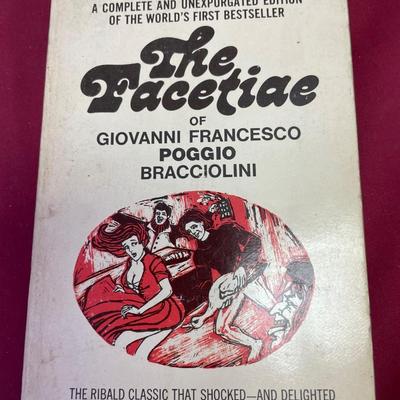 A COMPLETE AND UNEXPURGATED EDITION
OF THE WORLD'S FIRST BESTSELLER
The
Facetiae
OF
GIOVANNI FRANCESCO
POGGIO
BRACCIOLINI
THE RIBALD CLASSIC THAT SHOCKED—AND DELIGHTED